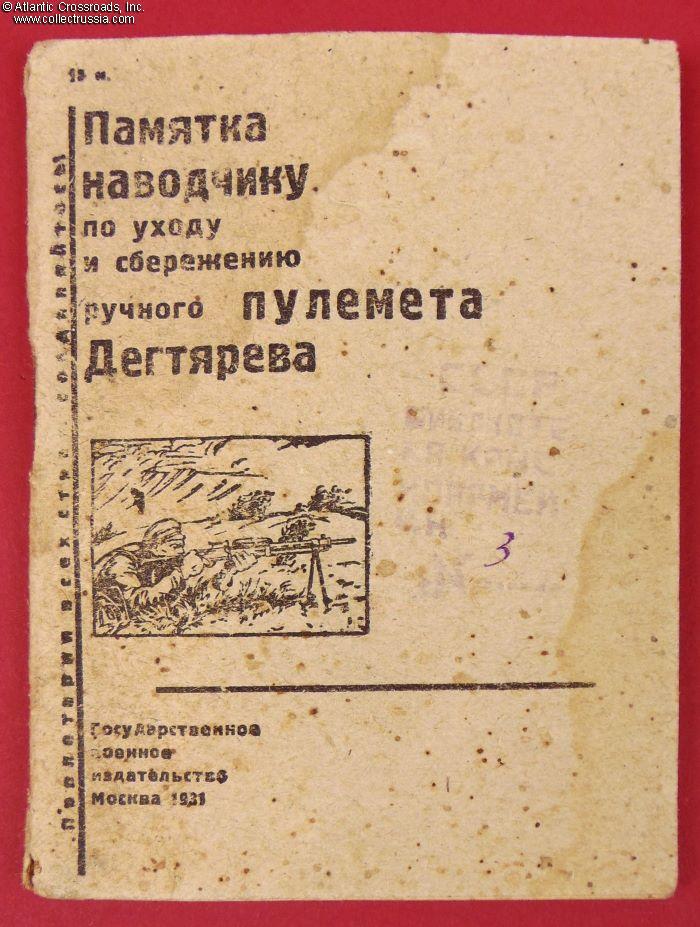 © Atlantic Crossroads, Inc.
www.collectrussia.com
Памятка
наводчику
по уходу
и сбережению
ручного пулемета
Дегтярева
Пролетарии всех стран, соединяйтесь!
3
Государственное
военное
издательство
Москва 1931